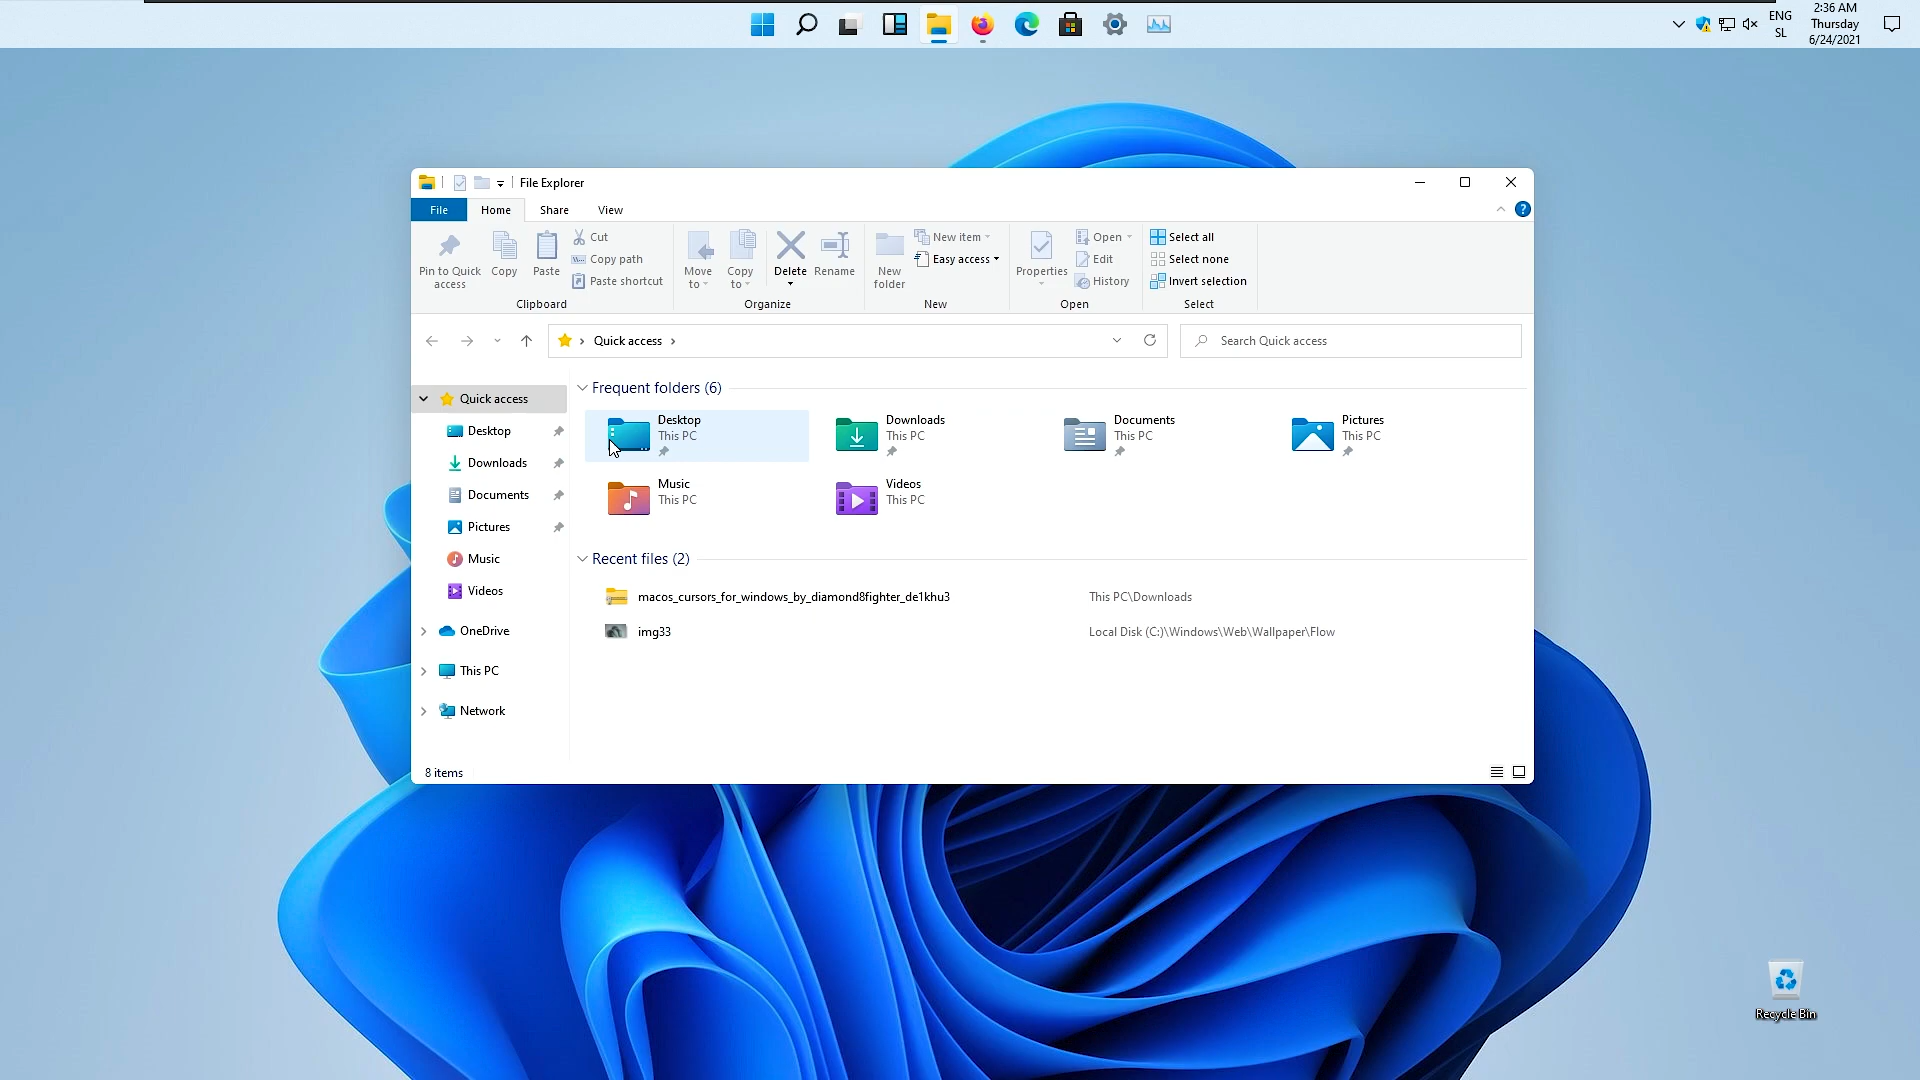 ENG
SL
2:36 AM
Thursday
6/24/2021
File Explorer
File Home Share View
Pin to Quick access
Copy
Paste
Cut
Copy path
Paste shortcut
Clipboard
Move to
Copy to
Delete
Rename
Organize
New folder
New item
Easy access
New
Properties
Open
Edit
History
Open
Select all
Select none
Invert selection
Select
Quick access
Search Quick access
Quick access
Desktop
Downloads
Documents
Pictures
Music
Videos
OneDrive
This PC
Network
Frequent folders (6)
Desktop
This PC
Downloads
This PC
Documents
This PC
Pictures
This PC
Music
This PC
Videos
This PC
Recent files (2)
macos_cursors_for_windows_by_diamond8fighter_de1khu3 This PC\Downloads
img33 Local Disk (C:)\Windows\Web\Wallpaper\Flow
8 items
Recycle Bin